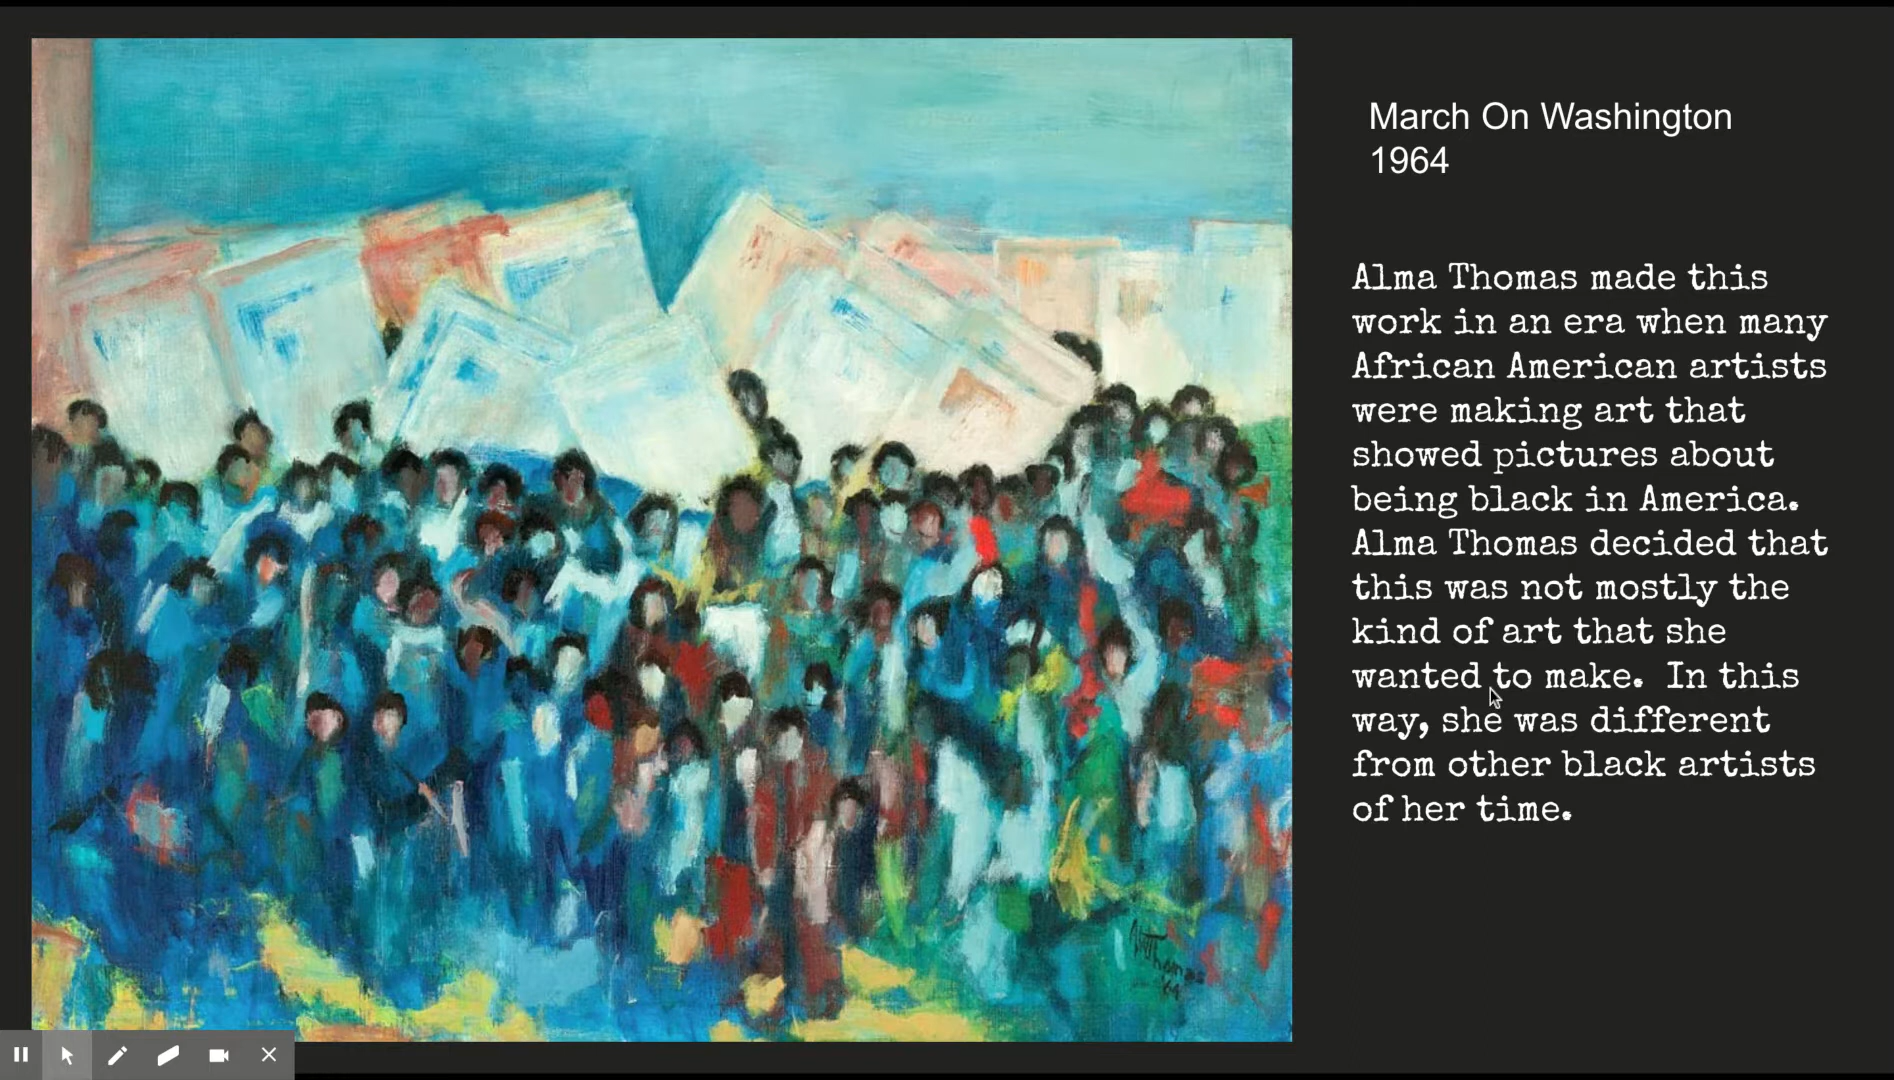 March On Washington
1964
Alma Thomas made this
work in an era when many
African American artists
were making art that
showed pictures about
being black in America.
Alma Thomas decided that
this was not mostly the
kind of art that she
wanted to make. In this
way, she was different
from other black artists
of her time.
Thomas
'64